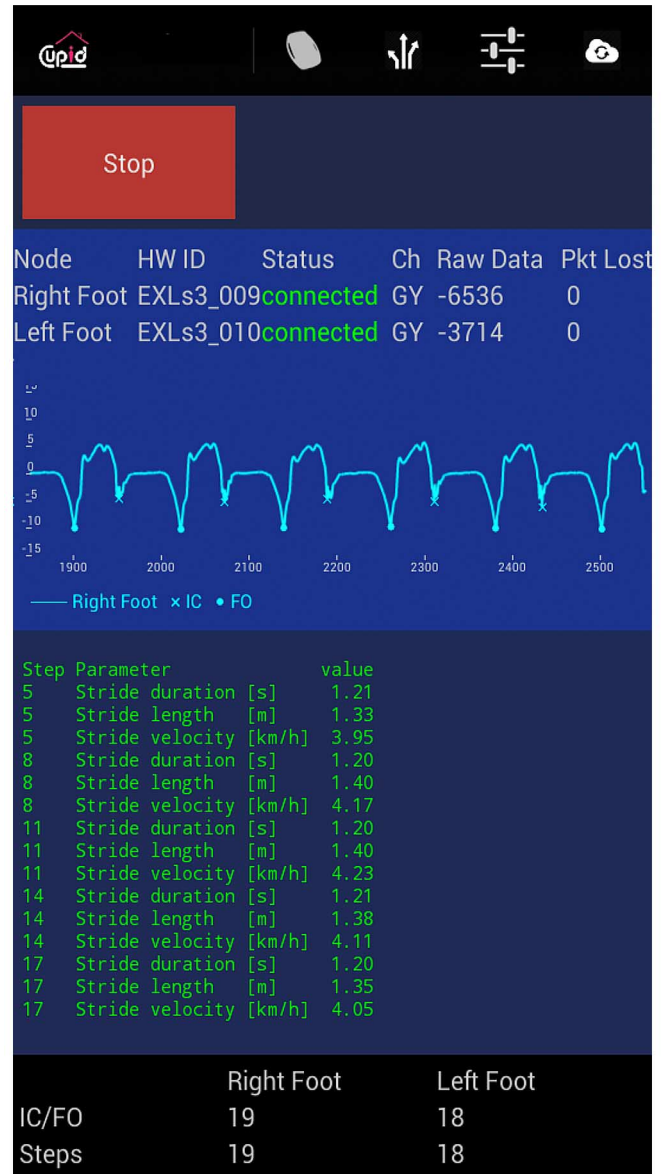 Cupid
Stop
Node HW ID Status Ch Raw Data Pkt Lost
Right Foot EXLs3_009 connected GY -6536 0
Left Foot EXLs3_010 connected GY -3714 0
10
5
0
-5
-10
-15
1900 2000 2100 2200 2300 2400 2500
Right Foot × IC • FO
Step Parameter value
5 Stride duration [s] 1.21
5 Stride length [m] 1.33
5 Stride velocity [km/h] 3.95
8 Stride duration [s] 1.20
8 Stride length [m] 1.40
8 Stride velocity [km/h] 4.17
11 Stride duration [s] 1.20
11 Stride length [m] 1.40
11 Stride velocity [km/h] 4.23
14 Stride duration [s] 1.21
14 Stride length [m] 1.38
14 Stride velocity [km/h] 4.11
17 Stride duration [s] 1.20
17 Stride length [m] 1.35
17 Stride velocity [km/h] 4.05
Right Foot Left Foot
IC/FO 19 18
Steps 19 18